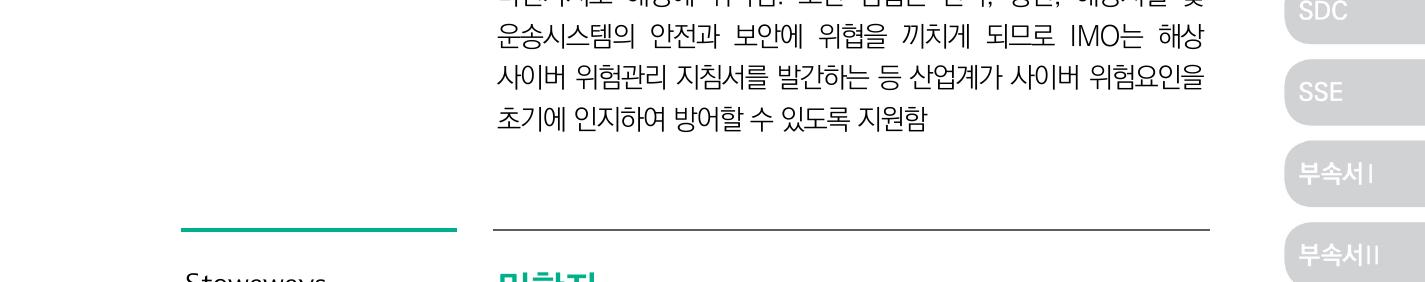 운송시스템의 안전과 보안에 위협을 끼치게 되므로 IMO는 해상
사이버 위험관리 지침서를 발간하는 등 산업계가 사이버 위험요인을
초기에 인지하여 방어할 수 있도록 지원함
Stowaways
밀항자
SDC
SSE
부속서Ⅰ
부속서Ⅱ